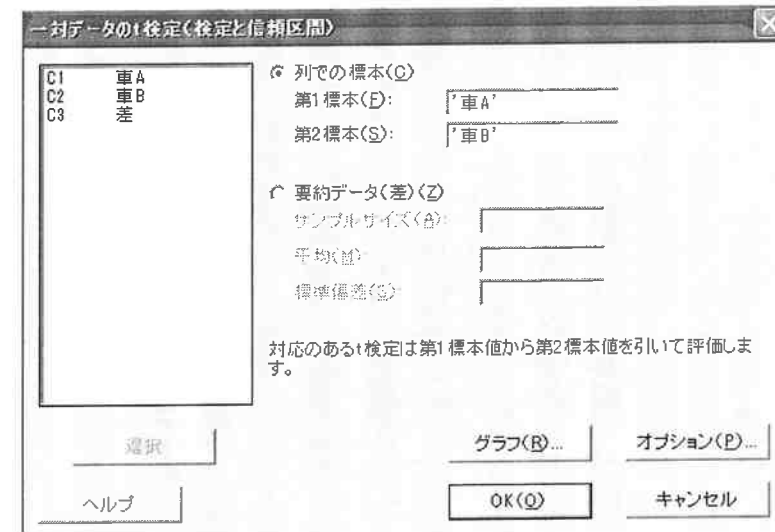 一対データのt検定(検定と信頼区間)
C1 車A
C2 車B
C3 差
列での標本(C)
第1標本(F): '車A'
第2標本(S): '車B'
要約データ(差)(Z)
サンプルサイズ(A):
平均(M):
標準偏差(S):
対応のあるt検定は第1標本値から第2標本値を引いて評価しま
す。
選択
グラフ(R)...
オプション(P)...
ヘルプ
OK(O)
キャンセル